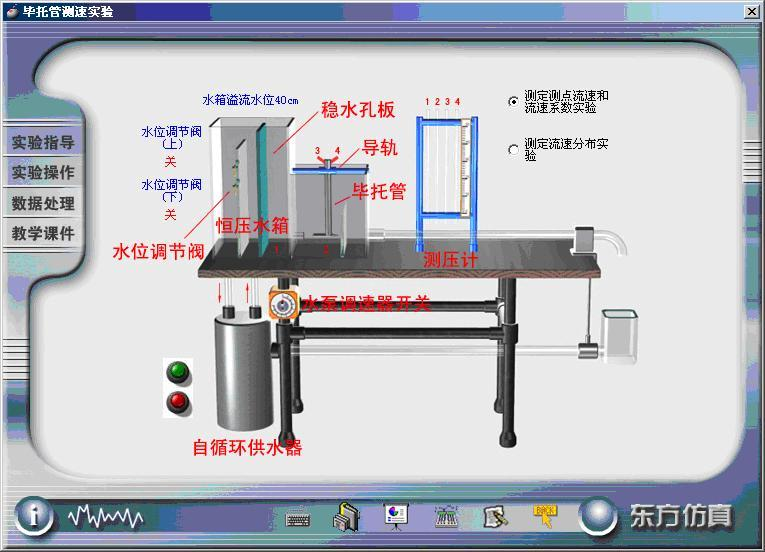 毕托管测速实验
水箱溢流水位40cm
稳水孔板
1 2 3 4
测定测点流速和
流速系数实验
水位调节阀
(上)
关
3 4
导轨
测定流速分布实
验
实验指导
实验操作
数据处理
教学课件
水位调节阀
(下)
关
毕托管
恒压水箱
水位调节阀
1
2
测压计
水泵调速器开关
自循环供水器
i
BACK
东方仿真